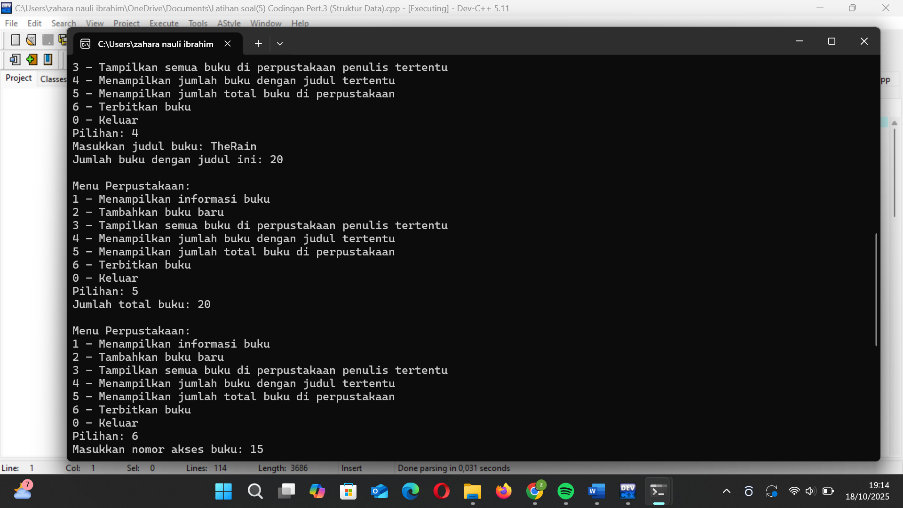 C:\Users\zahara nauli ibrahim\OneDrive\Documents\Latihan soal(5) Codingan Pert.3 (Struktur Data).cpp - [Executing] - Dev-C++ 5.11
File Edit Search View Project Execute Tools AStyle Window Help
C:\Users\zahara nauli ibrahim
Project Classes
pp
3 - Tampilkan semua buku di perpustakaan penulis tertentu
4 - Menampilkan jumlah buku dengan judul tertentu
5 - Menampilkan jumlah total buku di perpustakaan
6 - Terbitkan buku
0 - Keluar
Pilihan: 4
Masukkan judul buku: TheRain
Jumlah buku dengan judul ini: 20
Menu Perpustakaan:
1 - Menampilkan informasi buku
2 - Tambahkan buku baru
3 - Tampilkan semua buku di perpustakaan penulis tertentu
4 - Menampilkan jumlah buku dengan judul tertentu
5 - Menampilkan jumlah total buku di perpustakaan
6 - Terbitkan buku
0 - Keluar
Pilihan: 5
Jumlah total buku: 20
Menu Perpustakaan:
1 - Menampilkan informasi buku
2 - Tambahkan buku baru
3 - Tampilkan semua buku di perpustakaan penulis tertentu
4 - Menampilkan jumlah buku dengan judul tertentu
5 - Menampilkan jumlah total buku di perpustakaan
6 - Terbitkan buku
0 - Keluar
Pilihan: 6
Masukkan nomor akses buku: 15
Line: 1 Col: 1 Sel: 0 Lines: 114 Length: 3686 Insert Done parsing in 0,031 seconds
19:14
18/10/2025